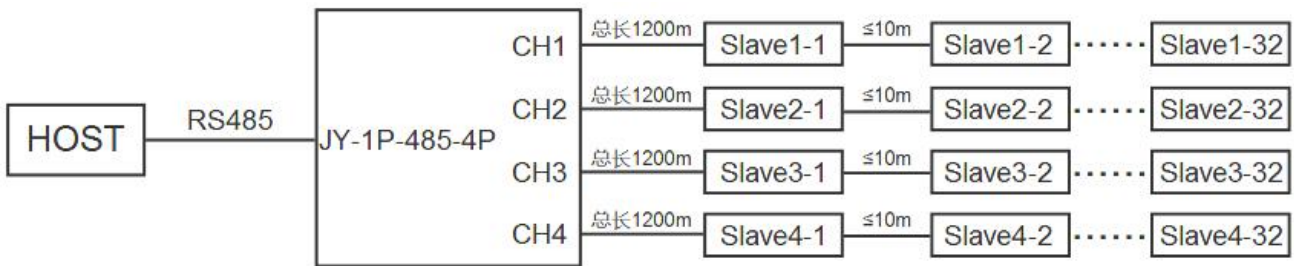 CH1 总长1200m Slave1-1 ≤10m Slave1-2 ······ Slave1-32
CH2 总长1200m Slave2-1 ≤10m Slave2-2 ······ Slave2-32
HOST RS485 JY-1P-485-4P
CH3 总长1200m Slave3-1 ≤10m Slave3-2 ······ Slave3-32
CH4 总长1200m Slave4-1 ≤10m Slave4-2 ······ Slave4-32